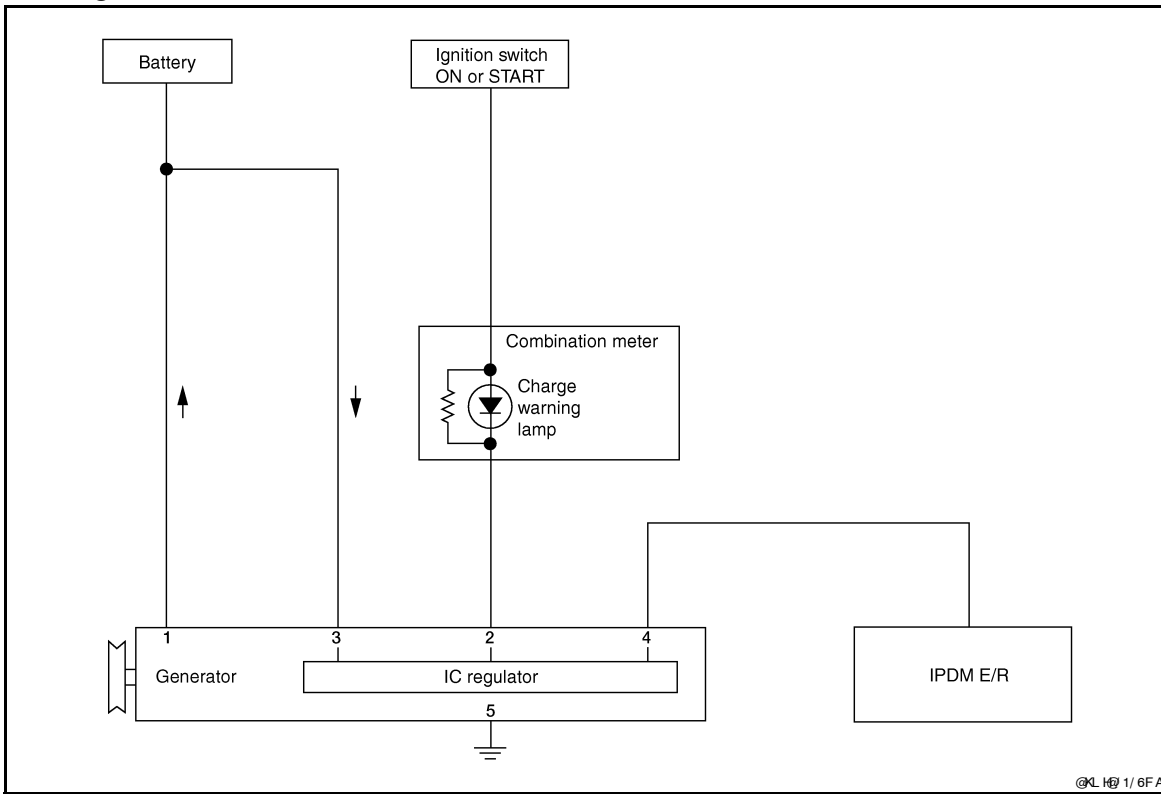 Battery
Ignition switch
ON or START
Combination meter
Charge
warning
lamp
1
3
2
4
Generator
IC regulator
IPDM E/R
5